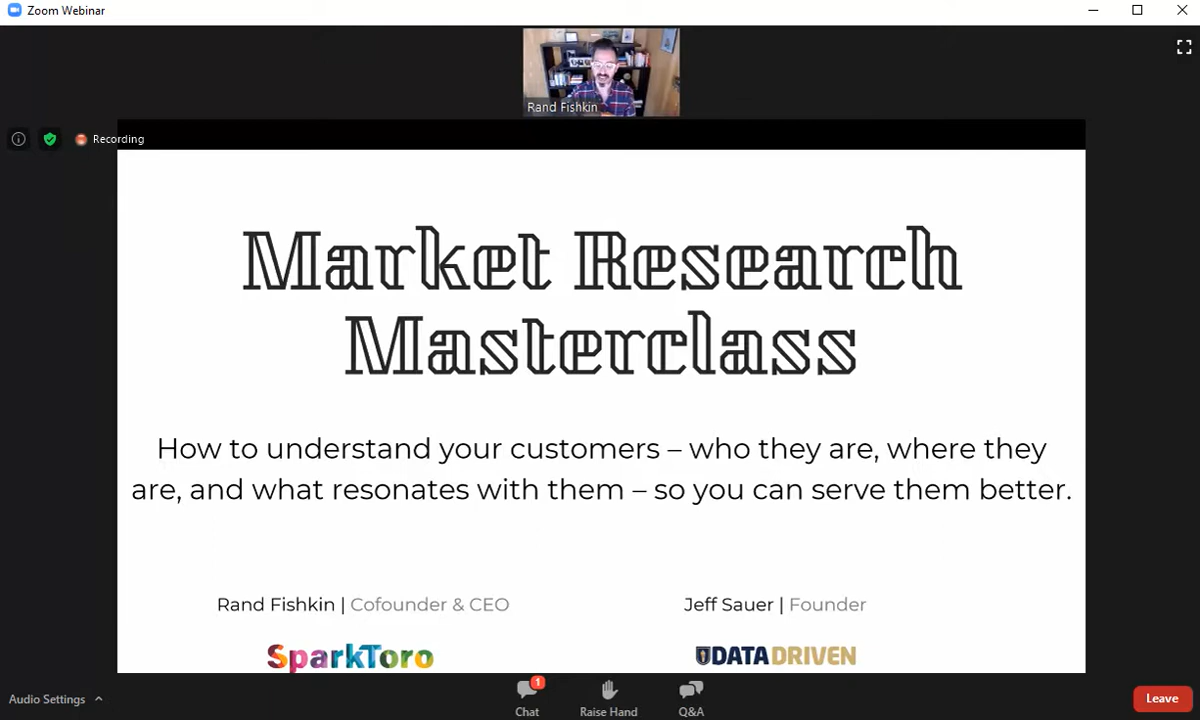 Zoom Webinar
Rand Fishkin
Recording
Market Research
Masterclass
How to understand your customers – who they are, where they
are, and what resonates with them – so you can serve them better.
Rand Fishkin | Cofounder & CEO
Jeff Sauer | Founder
SparkToro
DATA DRIVEN
Audio Settings
1
Chat
Raise Hand
Q&A
Leave